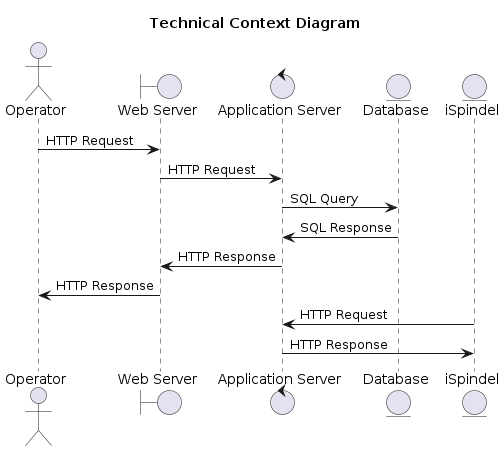 Technical Context Diagram
Operator
Web Server
Application Server
Database
iSpindel
HTTP Request
HTTP Request
SQL Query
SQL Response
HTTP Response
HTTP Response
HTTP Request
HTTP Response
Operator
Web Server
Application Server
Database
iSpindel